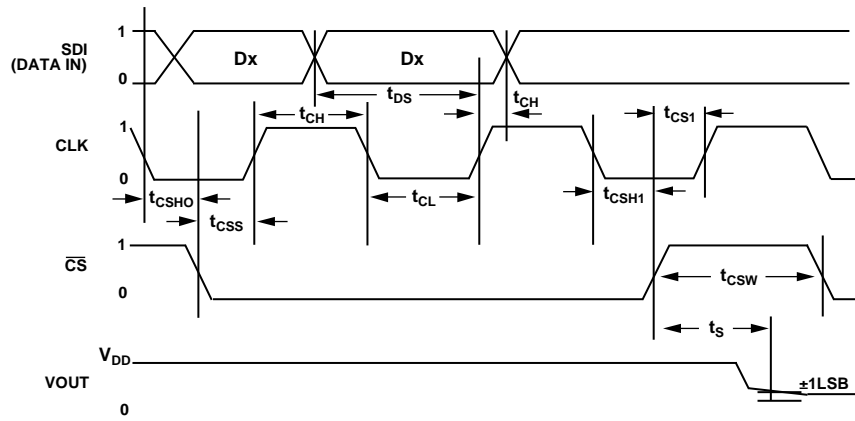 SDI
(DATA IN)
1
0
Dx
Dx
tDS
tCH
tCH
tCS1
CLK
1
0
tCSHO
tCSS
tCL
tCSH1
CS
1
0
tCSW
tS
VOUT
VDD
0
±1LSB